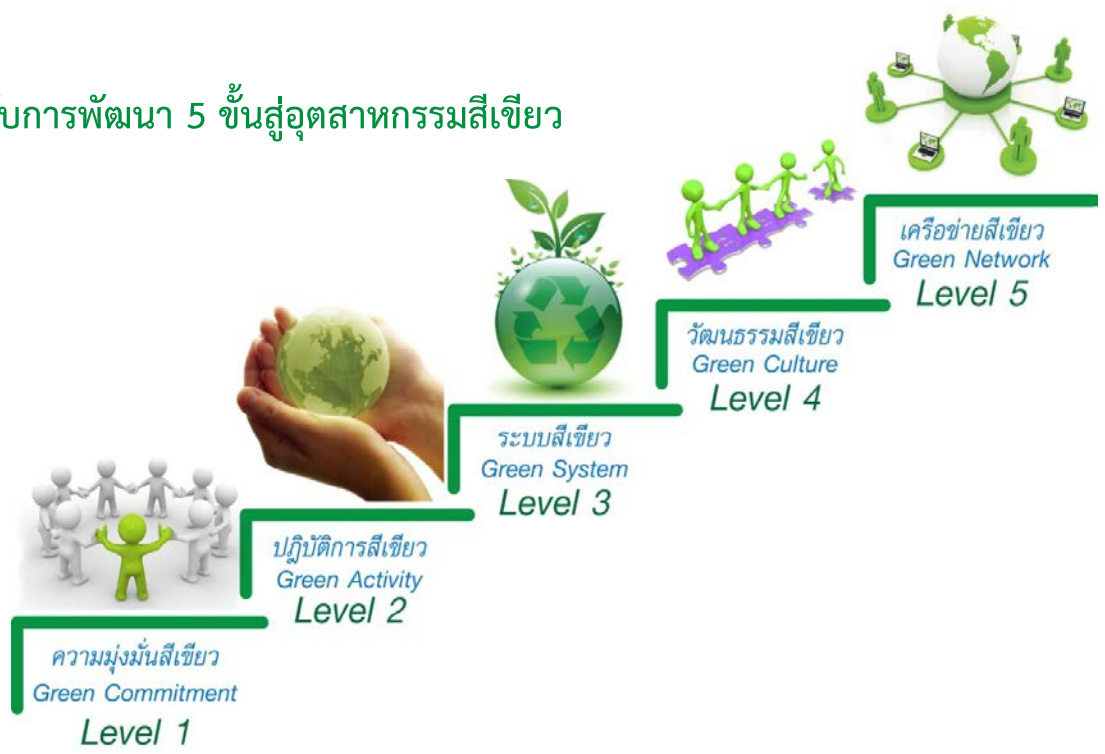 การพัฒนา 5 ขั้นสู่อุตสาหกรรมสีเขียว
เครือข่ายสีเขียว
Green Network
Level 5
วัฒนธรรมสีเขียว
Green Culture
Level 4
ระบบสีเขียว
Green System
Level 3
ปฏิบัติการสีเขียว
Green Activity
Level 2
ความมุ่งมั่นสีเขียว
Green Commitment
Level 1